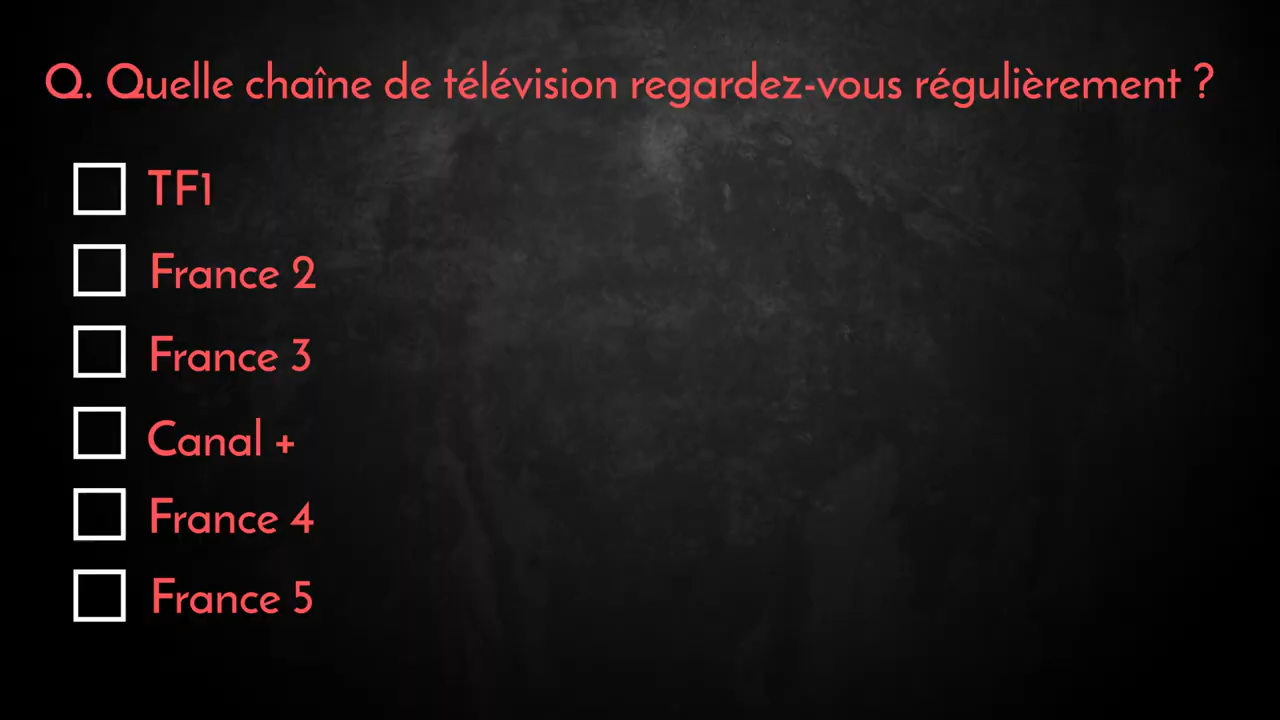 Q. Quelle chaîne de télévision regardez-vous régulièrement ?
TF1
France 2
France 3
Canal +
France 4
France 5